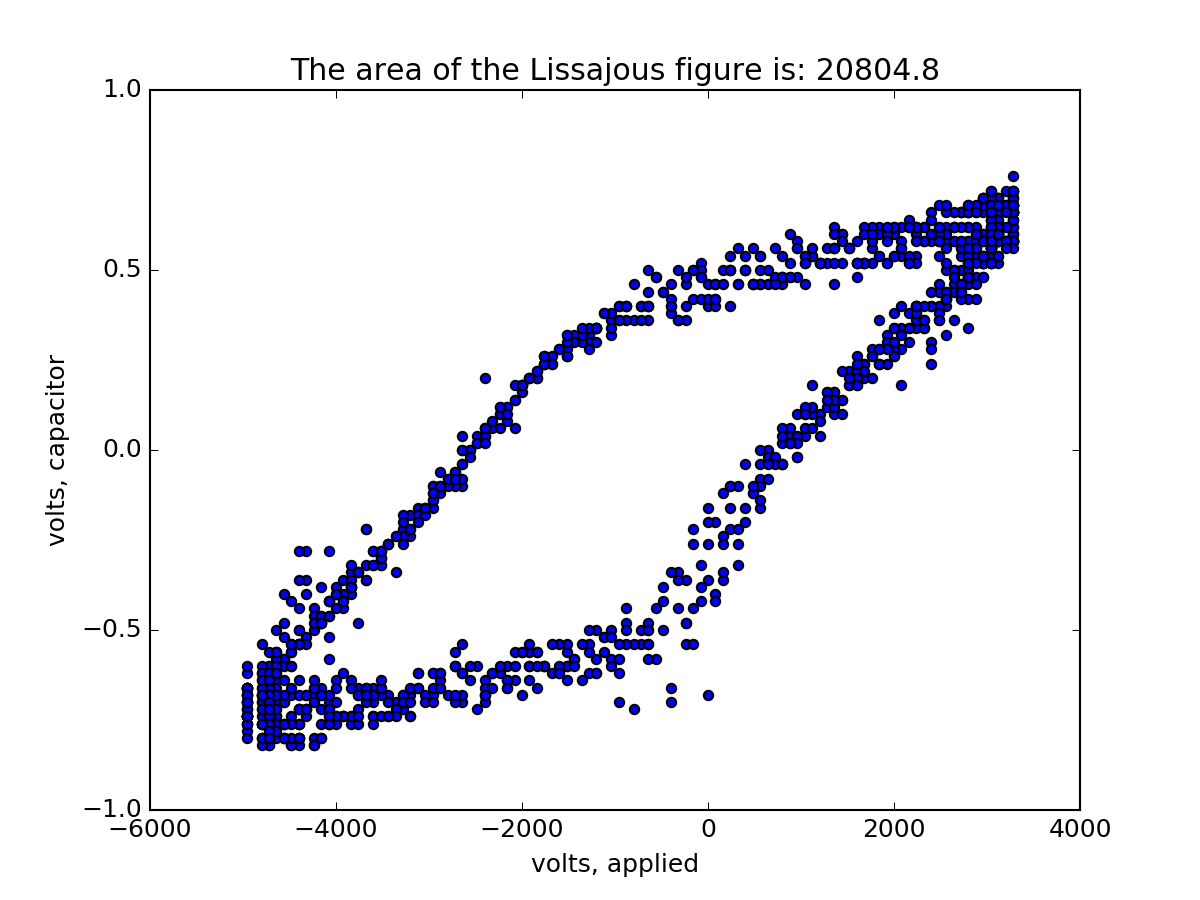 The area of the Lissajous figure is: 20804.8
1.0
0.5
0.0
−0.5
−1.0
volts, capacitor
−6000 −4000 −2000 0 2000 4000
volts, applied